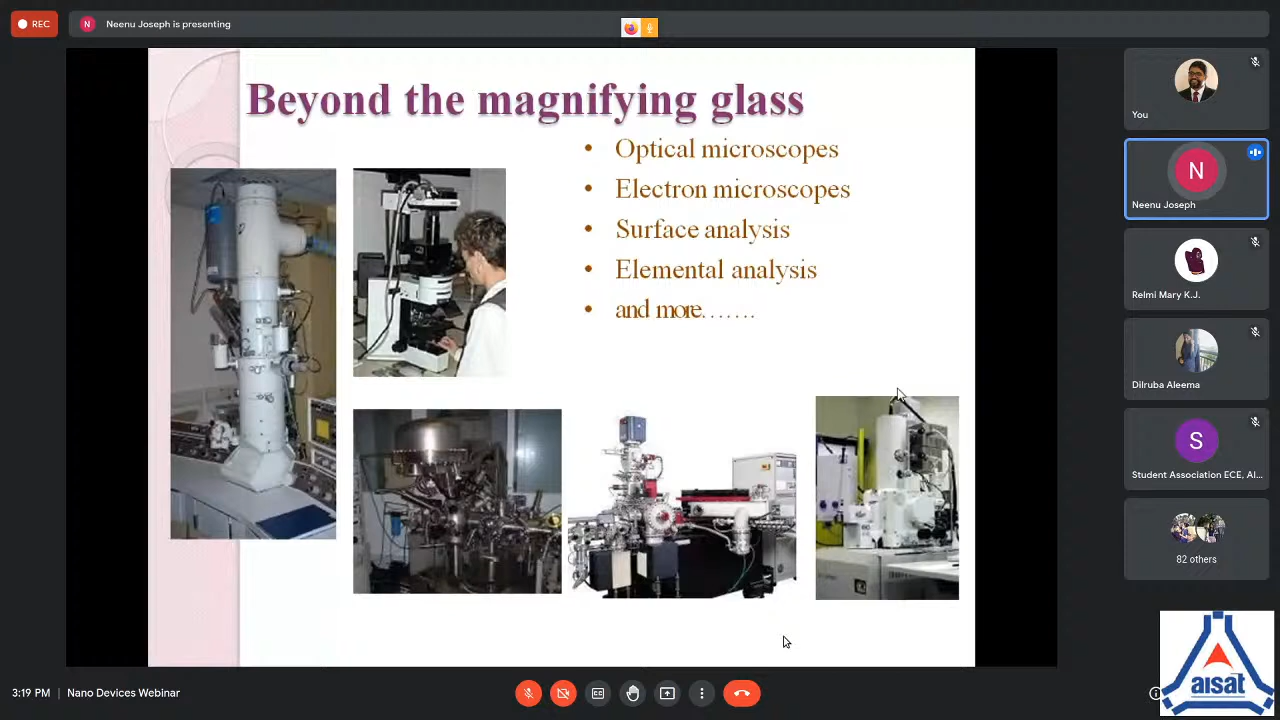 REC
N
Neenu Joseph is presenting
Beyond the magnifying glass
• Optical microscopes
• Electron microscopes
• Surface analysis
• Elemental analysis
• and more.......
You
N
Neenu Joseph
Relmi Mary K.J.
Dilruba Aleema
S
Student Association ECE, AI...
82 others
3:19 PM | Nano Devices Webinar
CC
aisat